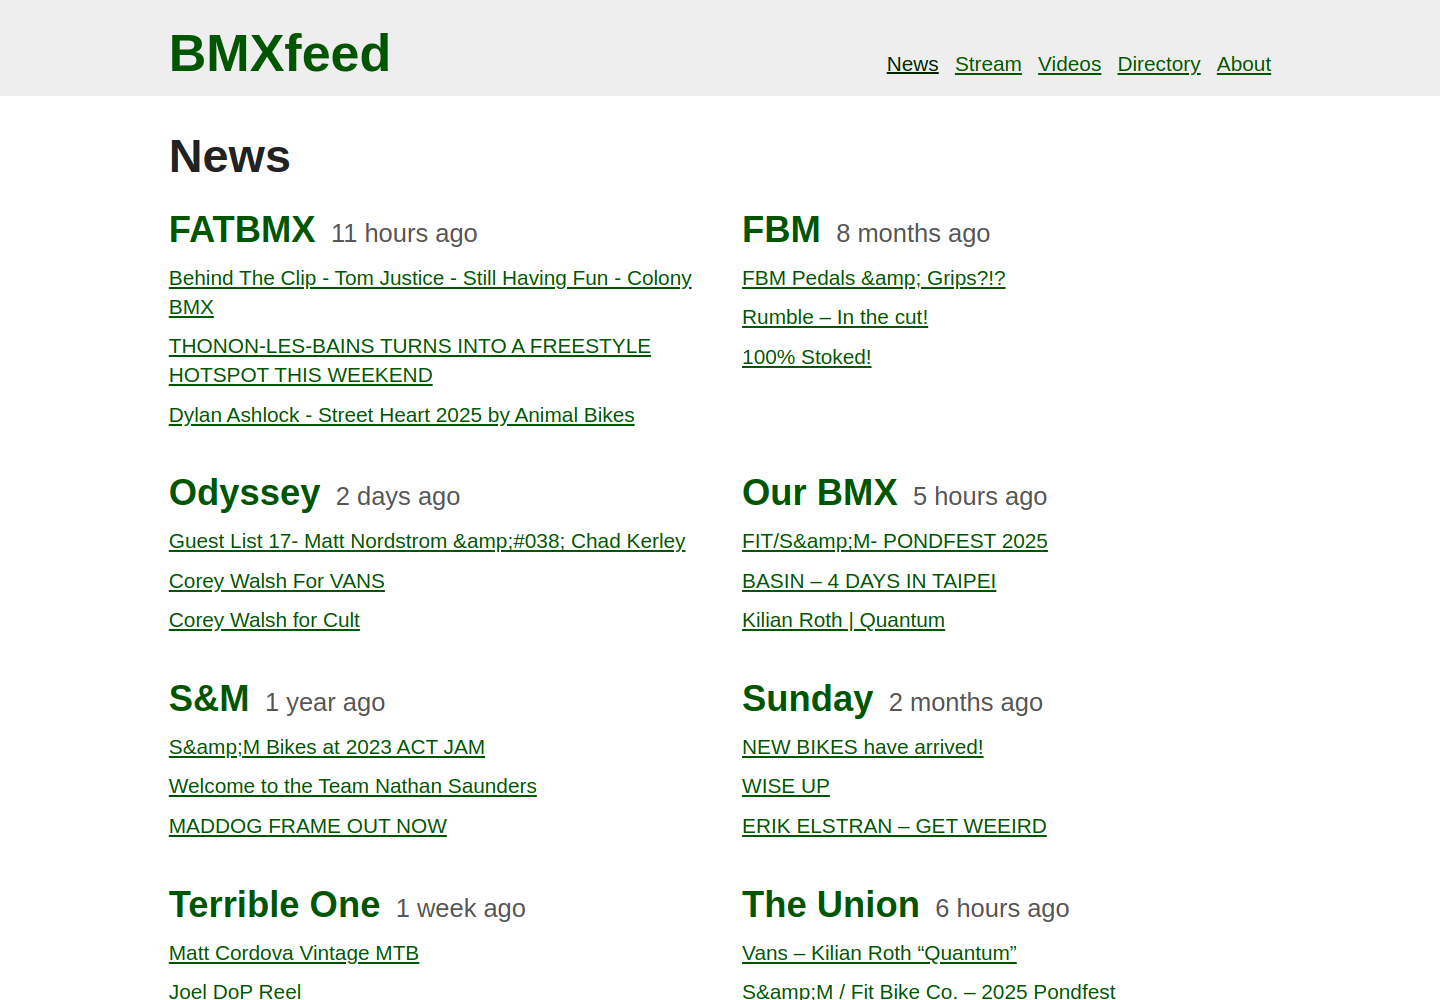 BMXfeed
News Stream Videos Directory About
News
FATBMX 11 hours ago
Behind The Clip - Tom Justice - Still Having Fun - Colony
BMX
THONON-LES-BAINS TURNS INTO A FREESTYLE
HOTSPOT THIS WEEKEND
Dylan Ashlock - Street Heart 2025 by Animal Bikes
FBM 8 months ago
FBM Pedals &amp; Grips?!?
Rumble – In the cut!
100% Stoked!
Odyssey 2 days ago
Guest List 17- Matt Nordstrom &amp;#038; Chad Kerley
Corey Walsh For VANS
Corey Walsh for Cult
Our BMX 5 hours ago
FIT/S&amp;M- PONDFEST 2025
BASIN – 4 DAYS IN TAIPEI
Kilian Roth | Quantum
S&M 1 year ago
S&amp;M Bikes at 2023 ACT JAM
Welcome to the Team Nathan Saunders
MADDOG FRAME OUT NOW
Sunday 2 months ago
NEW BIKES have arrived!
WISE UP
ERIK ELSTRAN – GET WEEIRD
Terrible One 1 week ago
Matt Cordova Vintage MTB
Joel DoP Reel
The Union 6 hours ago
Vans – Kilian Roth “Quantum”
S&amp;M / Fit Bike Co. – 2025 Pondfest